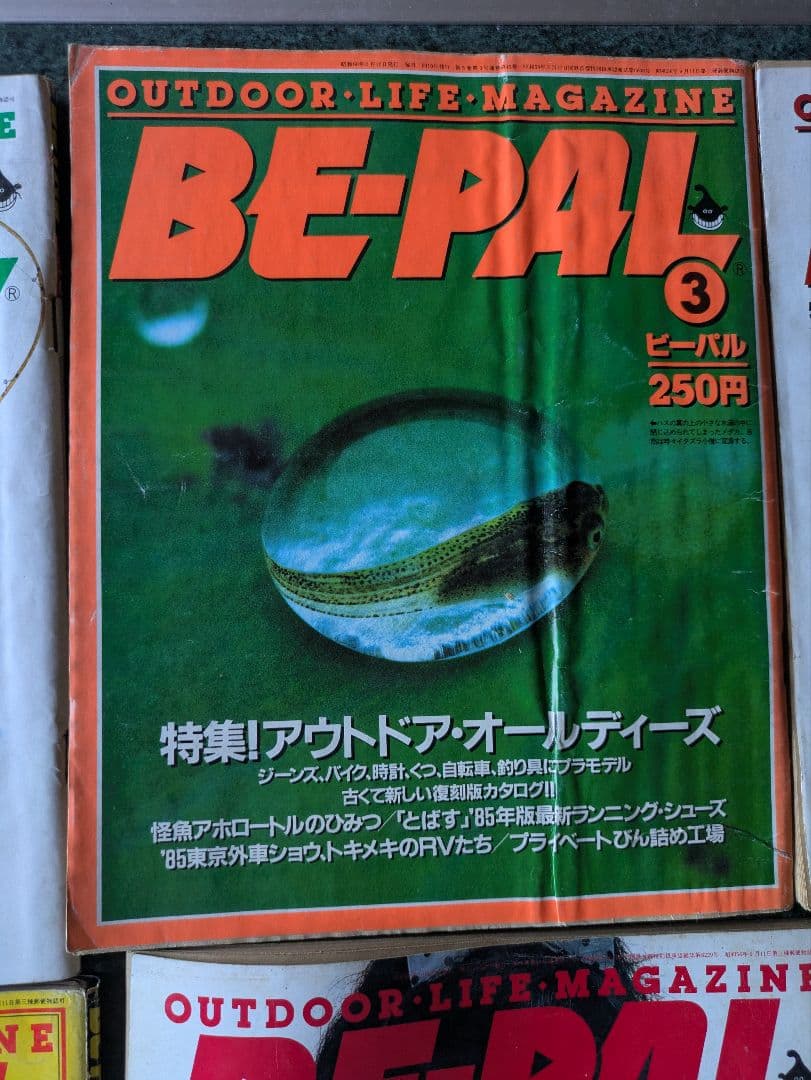 OUTDOOR・LIFE・MAGAZINE
BE-PAL
®
3
ビーパル
250円
特集!アウトドア・オールディーズ
ジーンズ、バイク、時計、くつ、自転車、釣り具にプラモデル
古くて新しい復刻版カタログ!!
怪魚アホロートルのひみつ/「とばす」'85年版最新ランニング・シューズ
'85東京外車ショウ、トキメキのRVたち/プライベートびん詰め工場
OUTDOOR・LIFE・MAGAZINE
BE-PAL
NE
®